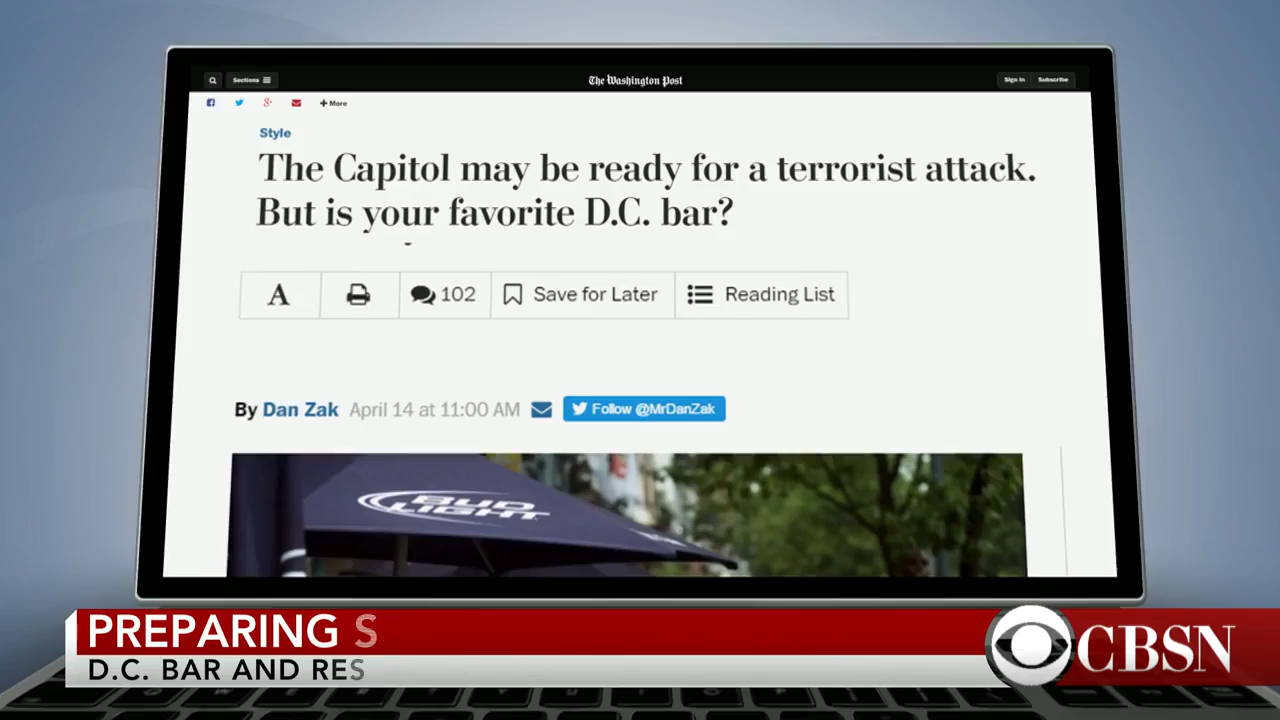 Sections
The Washington Post
Sign In
Subscribe
+ More
Style
The Capitol may be ready for a terrorist attack.
But is your favorite D.C. bar?
A
102
Save for Later
Reading List
By Dan Zak April 14 at 11:00 AM
Follow @MrDanZak
BUD
LIGHT
PREPARING S
D.C. BAR AND RES
CBSN